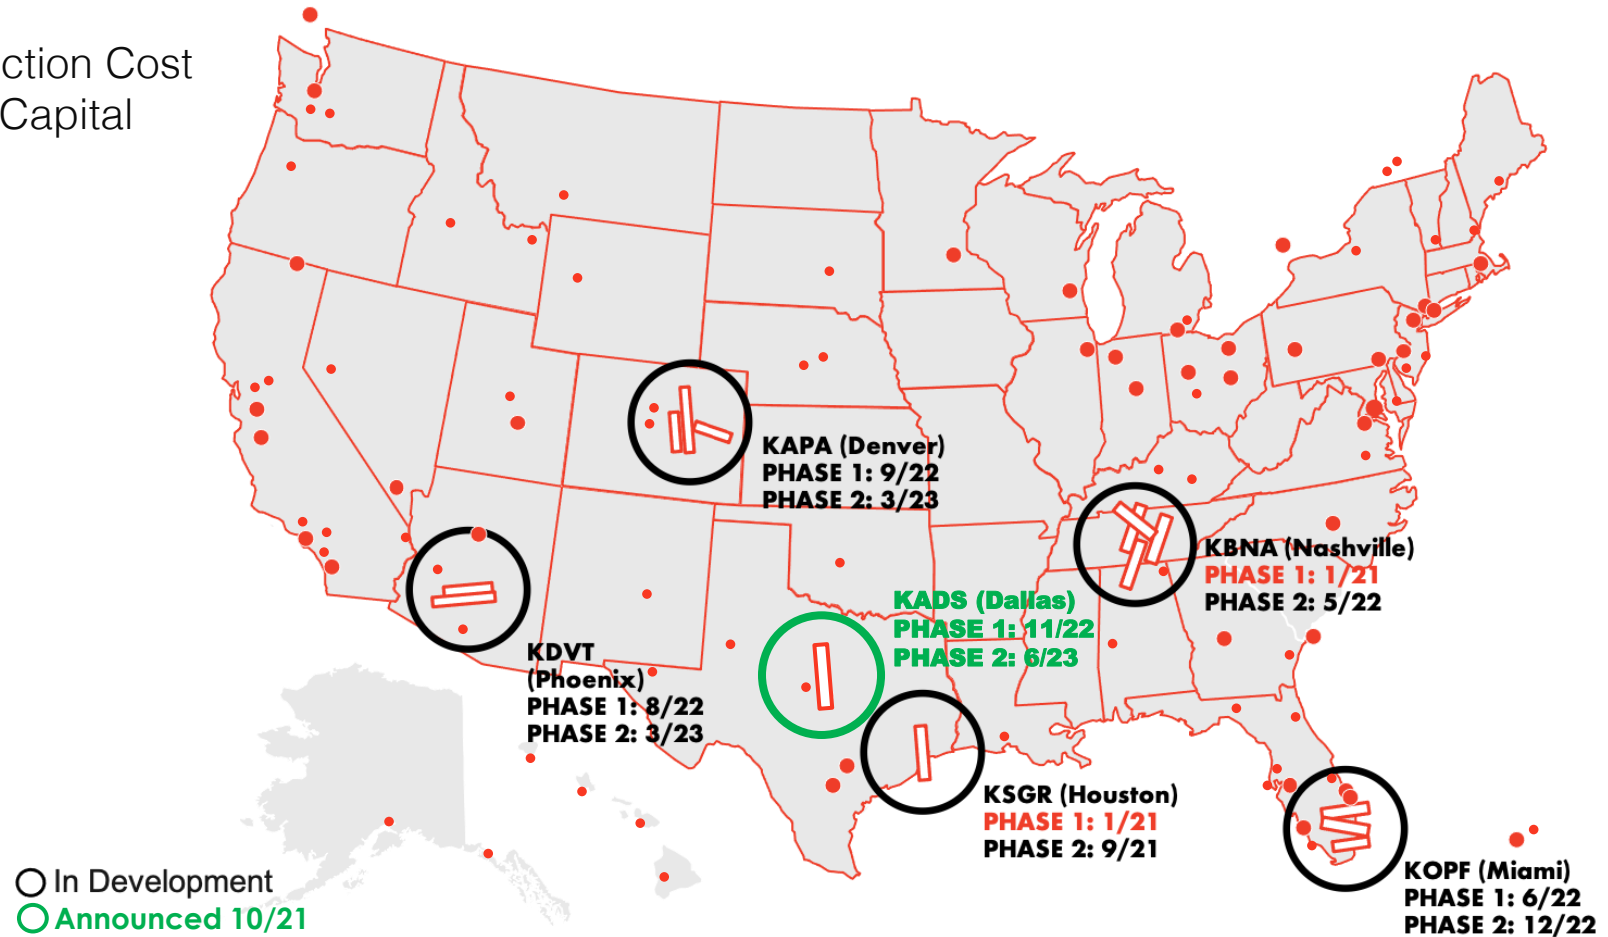 ction Cost
Capital
KAPA (Denver)
PHASE 1: 9/22
PHASE 2: 3/23
KBNA (Nashville)
PHASE 1: 1/21
PHASE 2: 5/22
KADS (Dallas)
PHASE 1: 11/22
PHASE 2: 6/23
KDVT
(Phoenix)
PHASE 1: 8/22
PHASE 2: 3/23
KSGR (Houston)
PHASE 1: 1/21
PHASE 2: 9/21
KOPF (Miami)
PHASE 1: 6/22
PHASE 2: 12/22
In Development
Announced 10/21